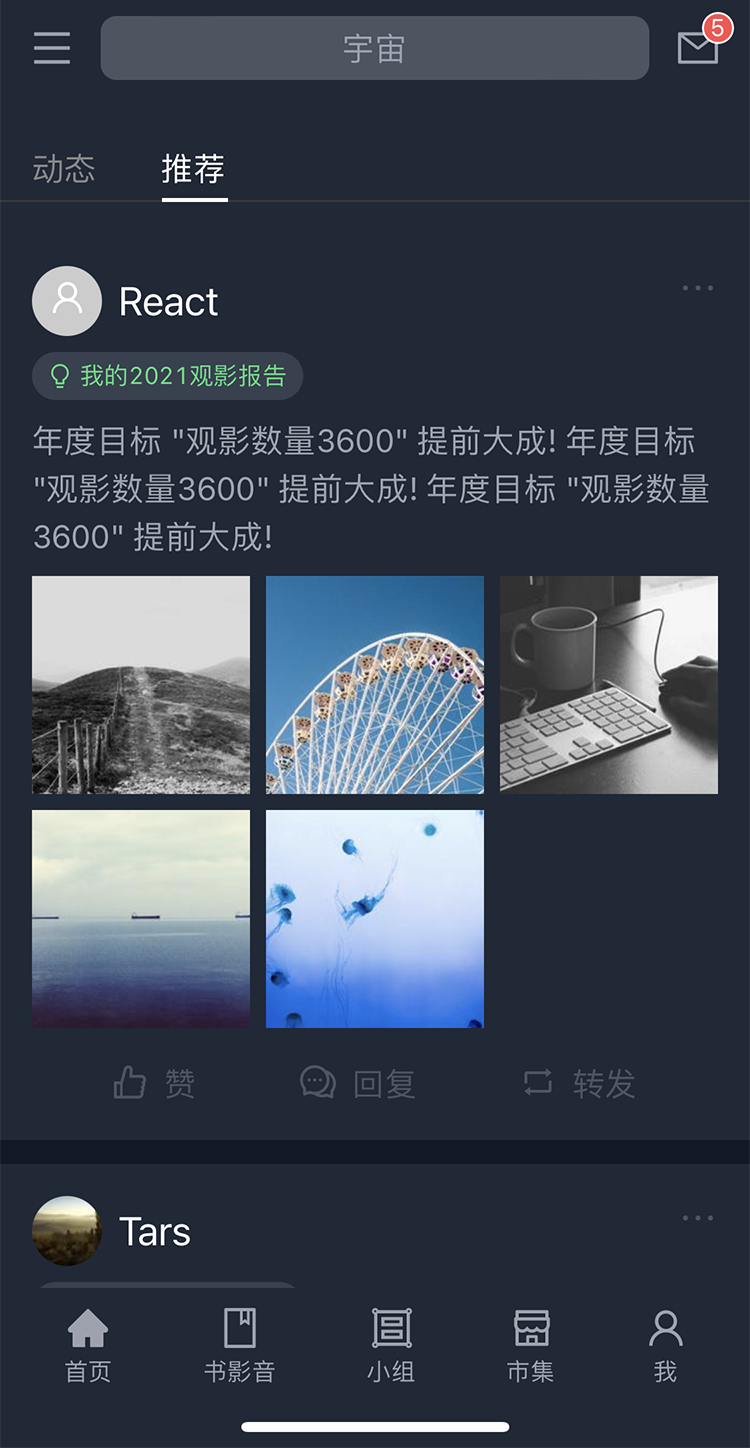 宇宙
5
动态
推荐
React
我的2021观影报告
年度目标 "观影数量3600" 提前大成! 年度目标
"观影数量3600" 提前大成! 年度目标 "观影数量
3600" 提前大成!
赞
回复
转发
Tars
首页
书影音
小组
市集
我